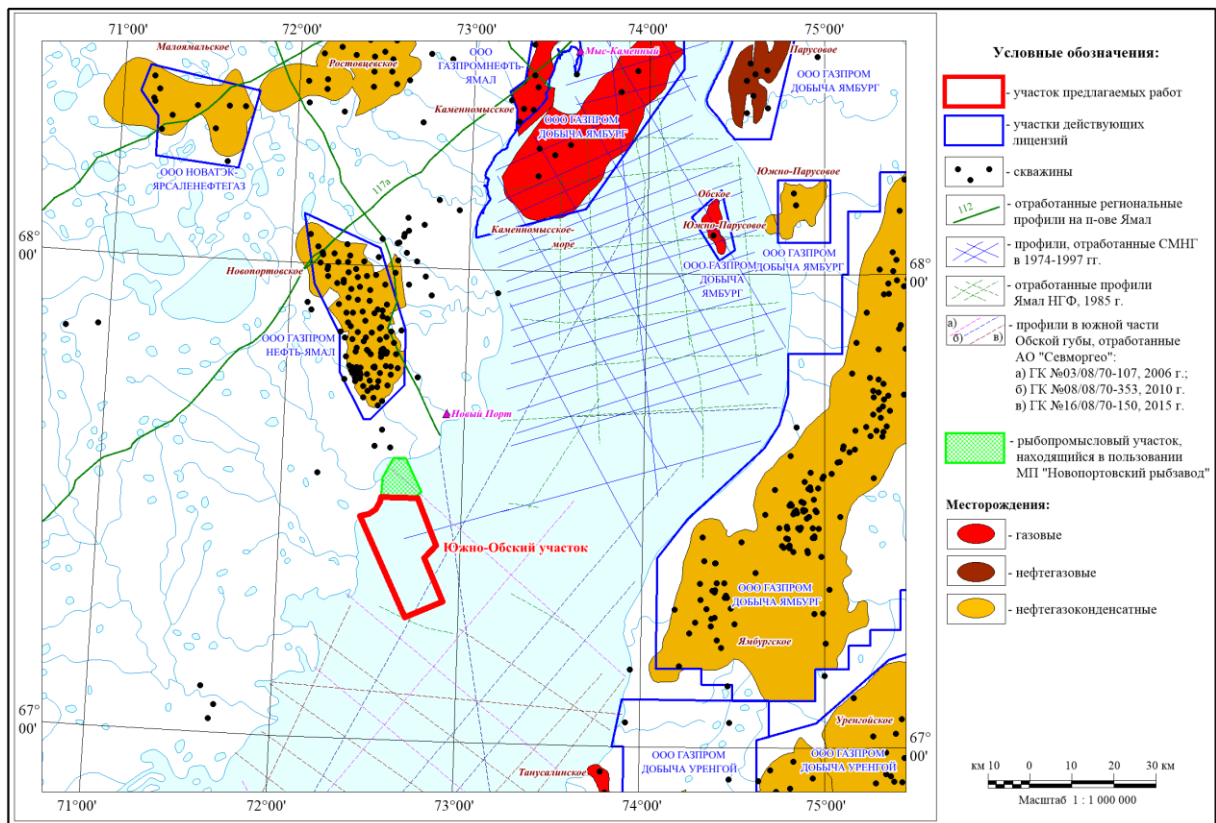 71°00'
72°00'
73°00'
74°00'
75°00'
Малоямальское
Ростовцевское
ООО
ГАЗПРОМНЕФТЬ-
ЯМАЛ
Мыс-Каменный
Парусовое
ООО ГАЗПРОМ
ДОБЫЧА ЯМБУРГ
Каменномысское
ООО ГАЗПРОМ
ДОБЫЧА ЯМБУРГ
ООО НОВАТЭК-
ЯРСАЛЕНЕФТЕГАЗ
117а
Южно-Парусовое
Обское
Южно-Парусовое
Каменномысское-
море
68°
00'
68°
00'
Новопортовское
ООО ГАЗПРОМ
ДОБЫЧА
ЯМБУРГ
ООО ГАЗПРОМ
ДОБЫЧА ЯМБУРГ
ООО ГАЗПРОМ
НЕФТЬ-ЯМАЛ
Новый Порт
Южно-Обский участок
ООО ГАЗПРОМ
ДОБЫЧА ЯМБУРГ
Ямбургское
67°
00'
67°
00'
Уренгойское
ООО ГАЗПРОМ
ДОБЫЧА УРЕНГОЙ
ООО ГАЗПРОМ
ДОБЫЧА УРЕНГОЙ
Танусалинское
71°00'
72°00'
73°00'
74°00'
75°00'
Условные обозначения:
- участок предлагаемых работ
- участки действующих
лицензий
- скважины
112
- отработанные региональные
профили на п-ове Ямал
- профили, отработанные СМНГ
в 1974-1997 гг.
- отработанные профили
Ямал НГФ, 1985 г.
а)
б)
в)
- профили в южной части
Обской губы, отработанные
АО "Севморгео":
а) ГК №03/08/70-107, 2006 г.;
б) ГК №08/08/70-353, 2010 г.
в) ГК №16/08/70-150, 2015 г.
- рыбопромысловый участок,
находящийся в пользовании
МП "Новопортовский рыбзавод"
Месторождения:
- газовые
- нефтегазовые
- нефтегазоконденсатные
км 10 0 10 20 30 км
Масштаб 1 : 1 000 000